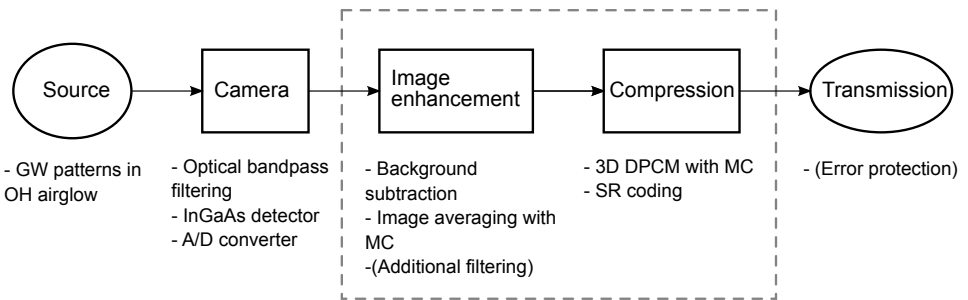 Source
Camera
Image
enhancement
Compression
Transmission
- GW patterns in
OH airglow
- Optical bandpass
filtering
- InGaAs detector
- A/D converter
- Background
subtraction
- Image averaging with
MC
-(Additional filtering)
- 3D DPCM with MC
- SR coding
- (Error protection)